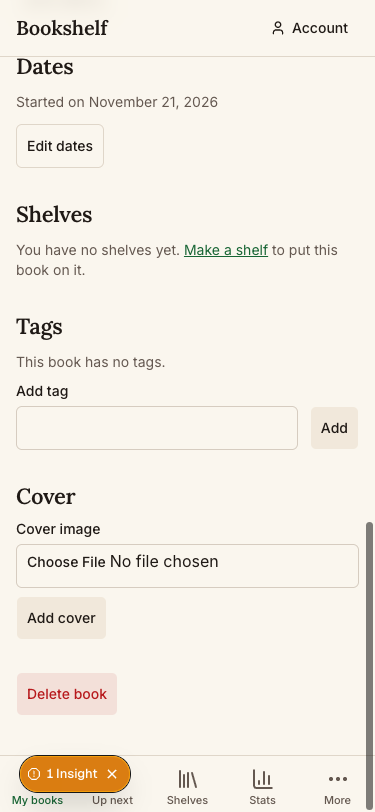 Bookshelf
Account
Dates
Started on November 21, 2026
Edit dates
Shelves
You have no shelves yet. Make a shelf to put this
book on it.
Tags
This book has no tags.
Add tag
Add
Cover
Cover image
Choose File No file chosen
Add cover
Delete book
1 Insight
My books
Up next
Shelves
Stats
More